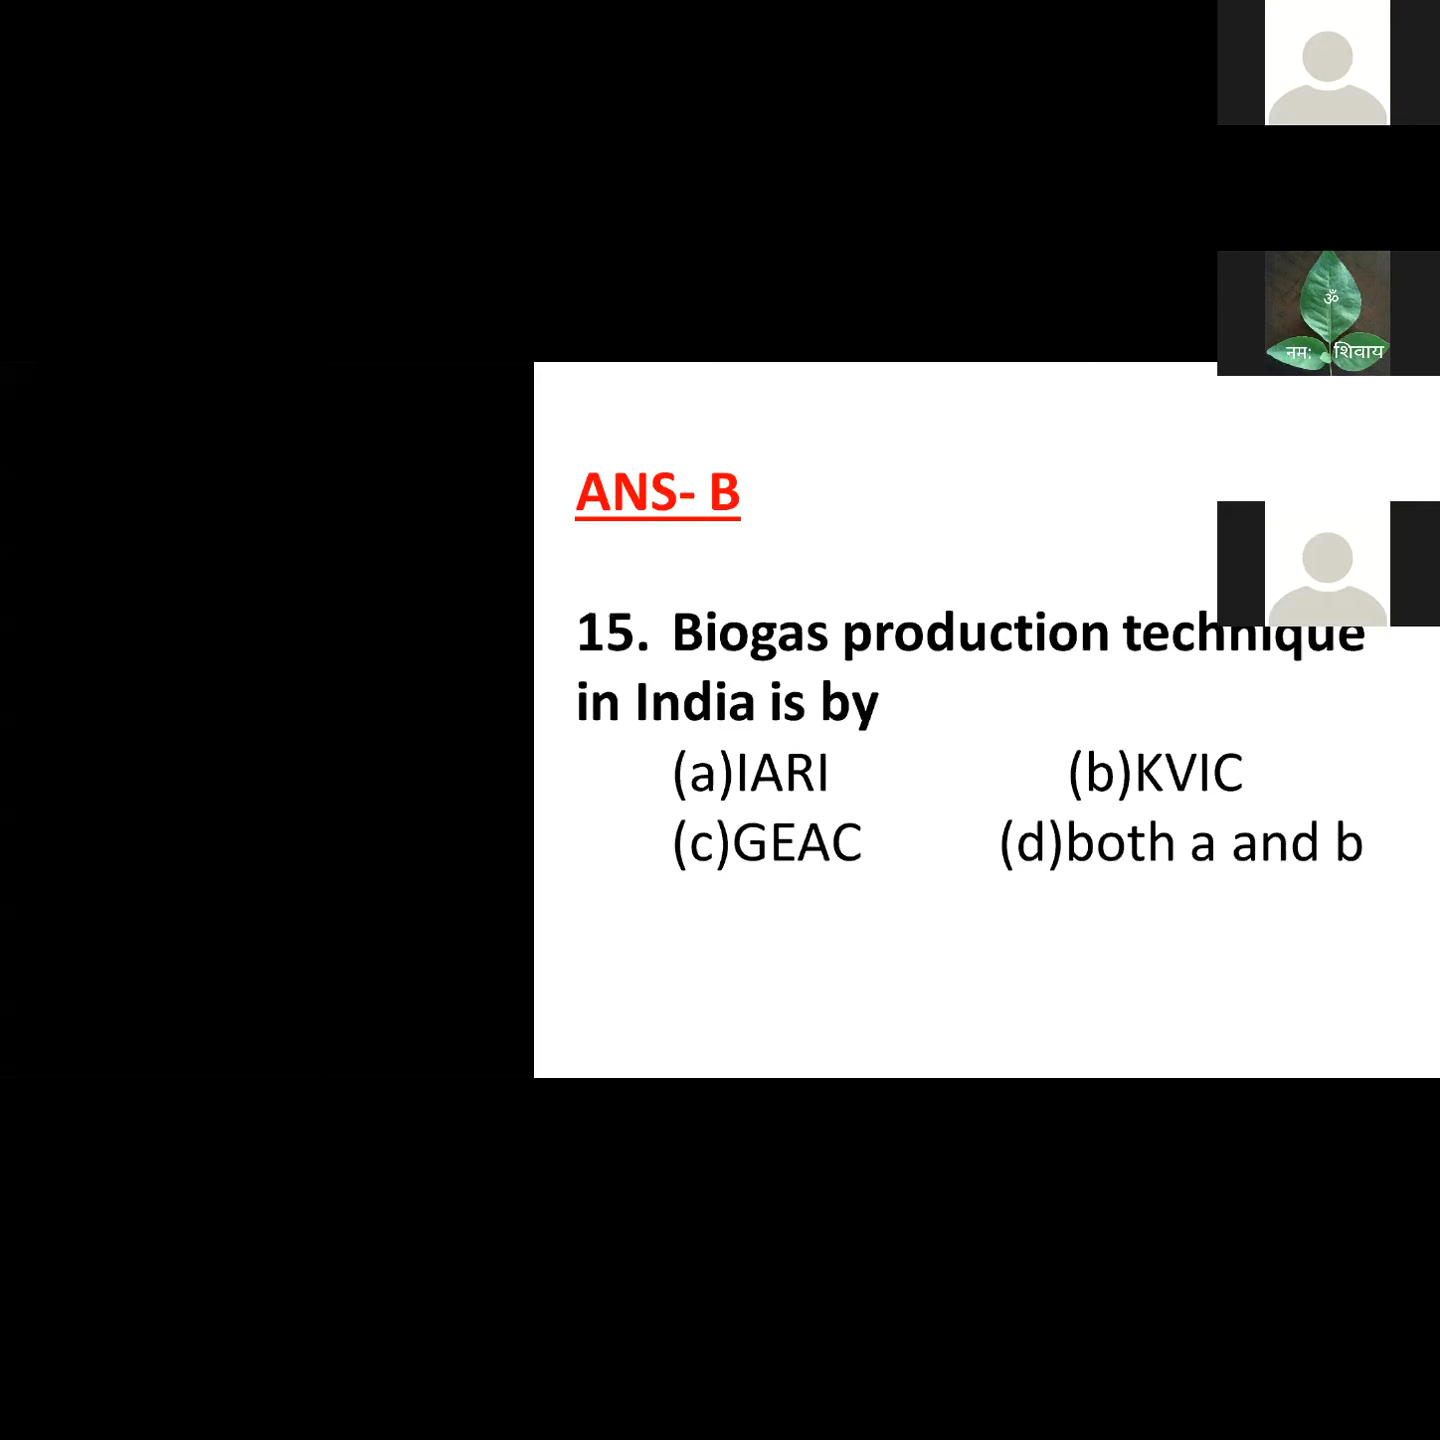 ॐ
नमः शिवाय
ANS- B
15. Biogas production technique
in India is by
(a)IARI (b)KVIC
(c)GEAC (d)both a and b